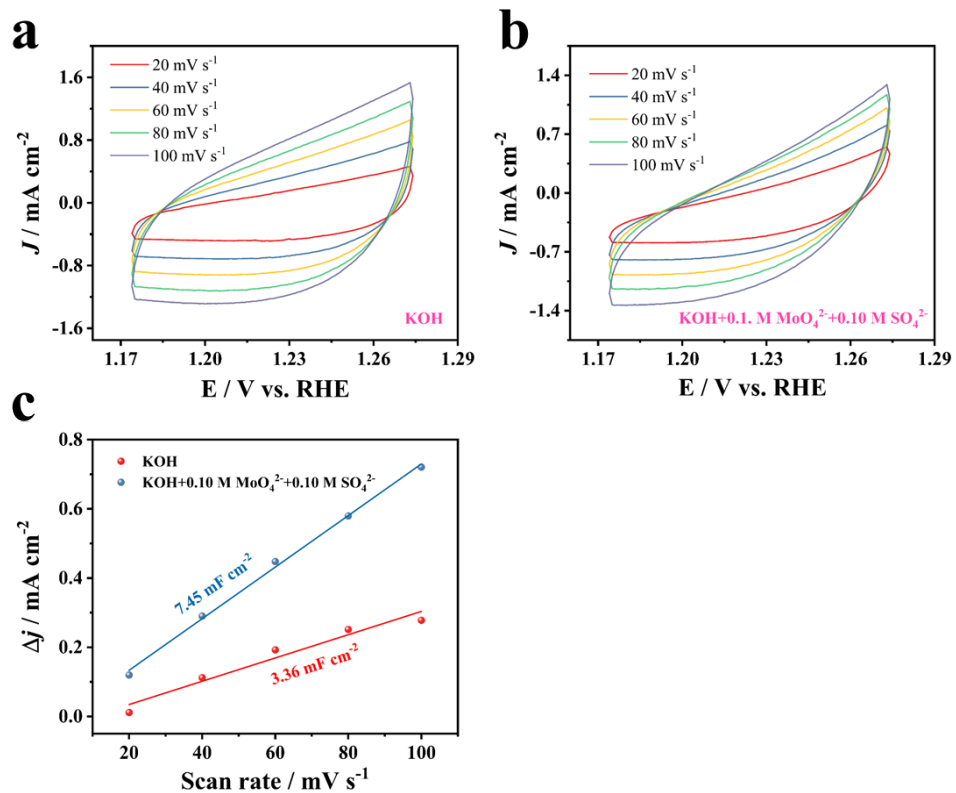 a
20 mV s⁻¹
40 mV s⁻¹
60 mV s⁻¹
80 mV s⁻¹
100 mV s⁻¹
1.6
0.8
0.0
-0.8
-1.6
J / mA cm⁻²
KOH
1.17 1.20 1.23 1.26 1.29
E / V vs. RHE
b
20 mV s⁻¹
40 mV s⁻¹
60 mV s⁻¹
80 mV s⁻¹
100 mV s⁻¹
1.4
0.7
0.0
-0.7
-1.4
J / mA cm⁻²
KOH+0.1. M MoO₄²⁻+0.10 M SO₄²⁻
1.17 1.20 1.23 1.26 1.29
E / V vs. RHE
c
KOH
KOH+0.10 M MoO₄²⁻+0.10 M SO₄²⁻
0.8
0.6
0.4
0.2
0.0
Δj / mA cm⁻²
7.45 mF cm⁻²
3.36 mF cm⁻²
20 40 60 80 100
Scan rate / mV s⁻¹